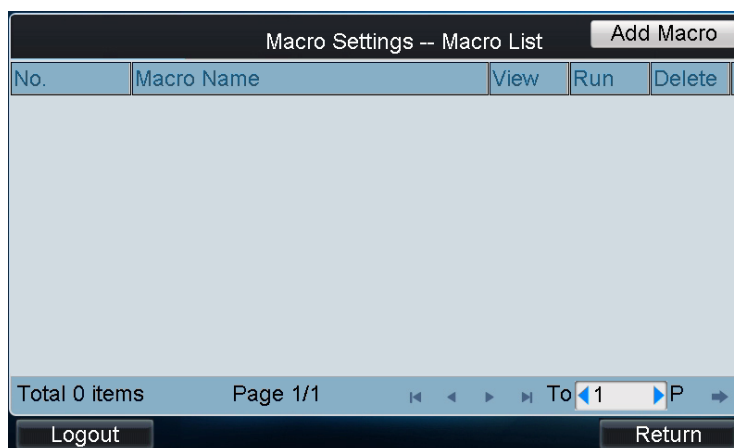 Macro Settings -- Macro List Add Macro
No. Macro Name View Run Delete
Total 0 items Page 1/1 To 1 P
Logout Return